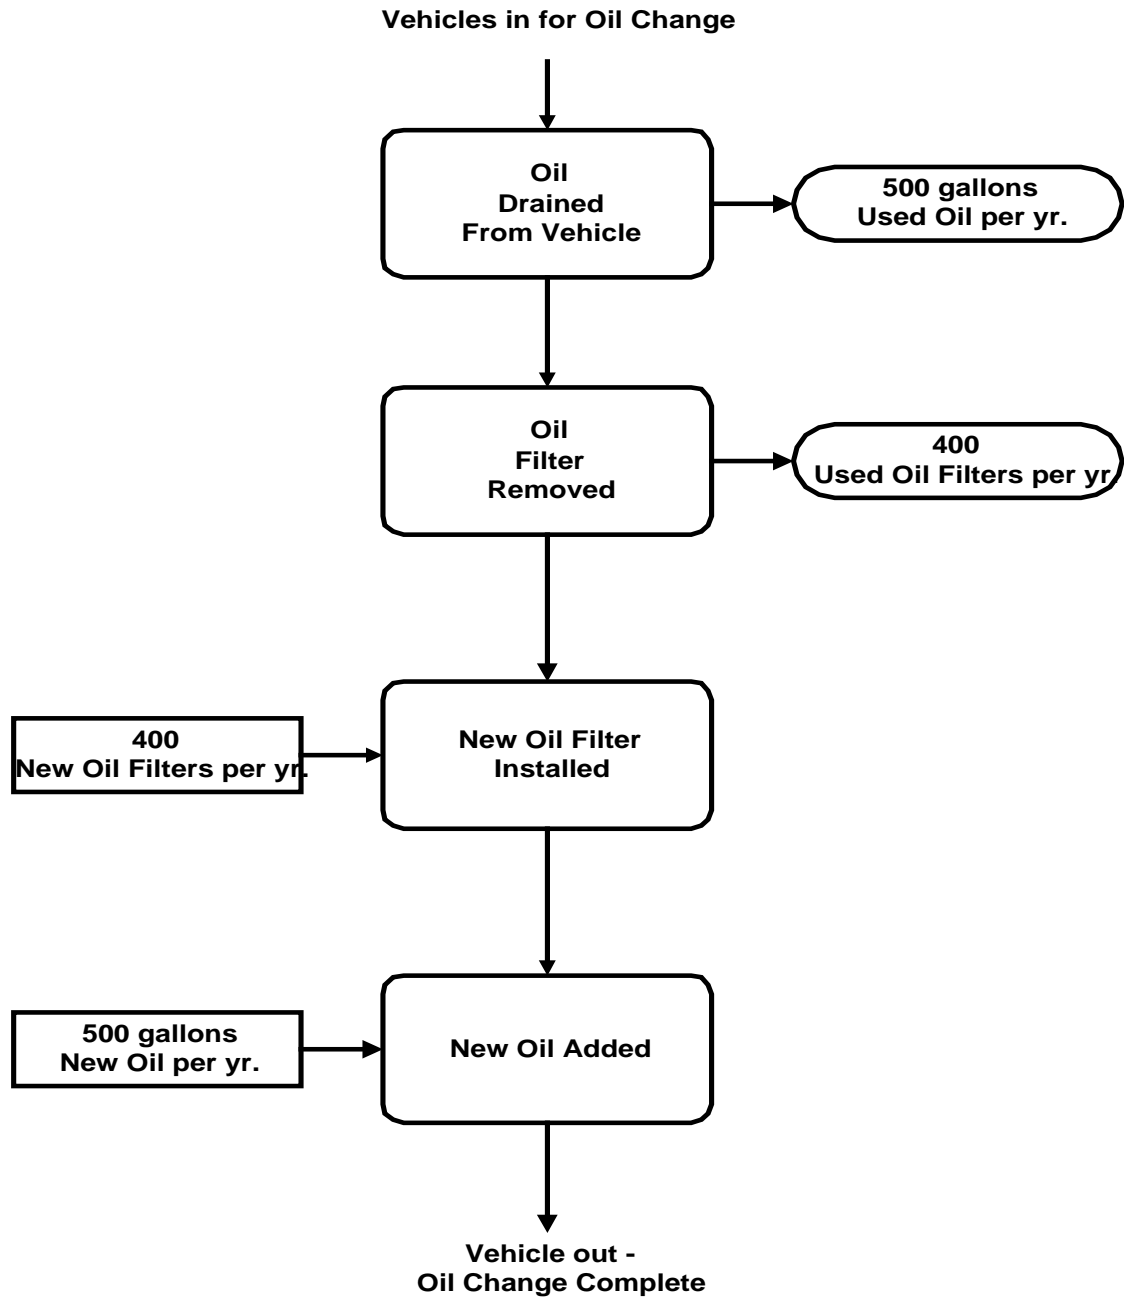 Vehicles in for Oil Change
Oil
Drained
From Vehicle
500 gallons
Used Oil per yr.
Oil
Filter
Removed
400
Used Oil Filters per yr.
400
New Oil Filters per yr.
New Oil Filter
Installed
500 gallons
New Oil per yr.
New Oil Added
Vehicle out -
Oil Change Complete